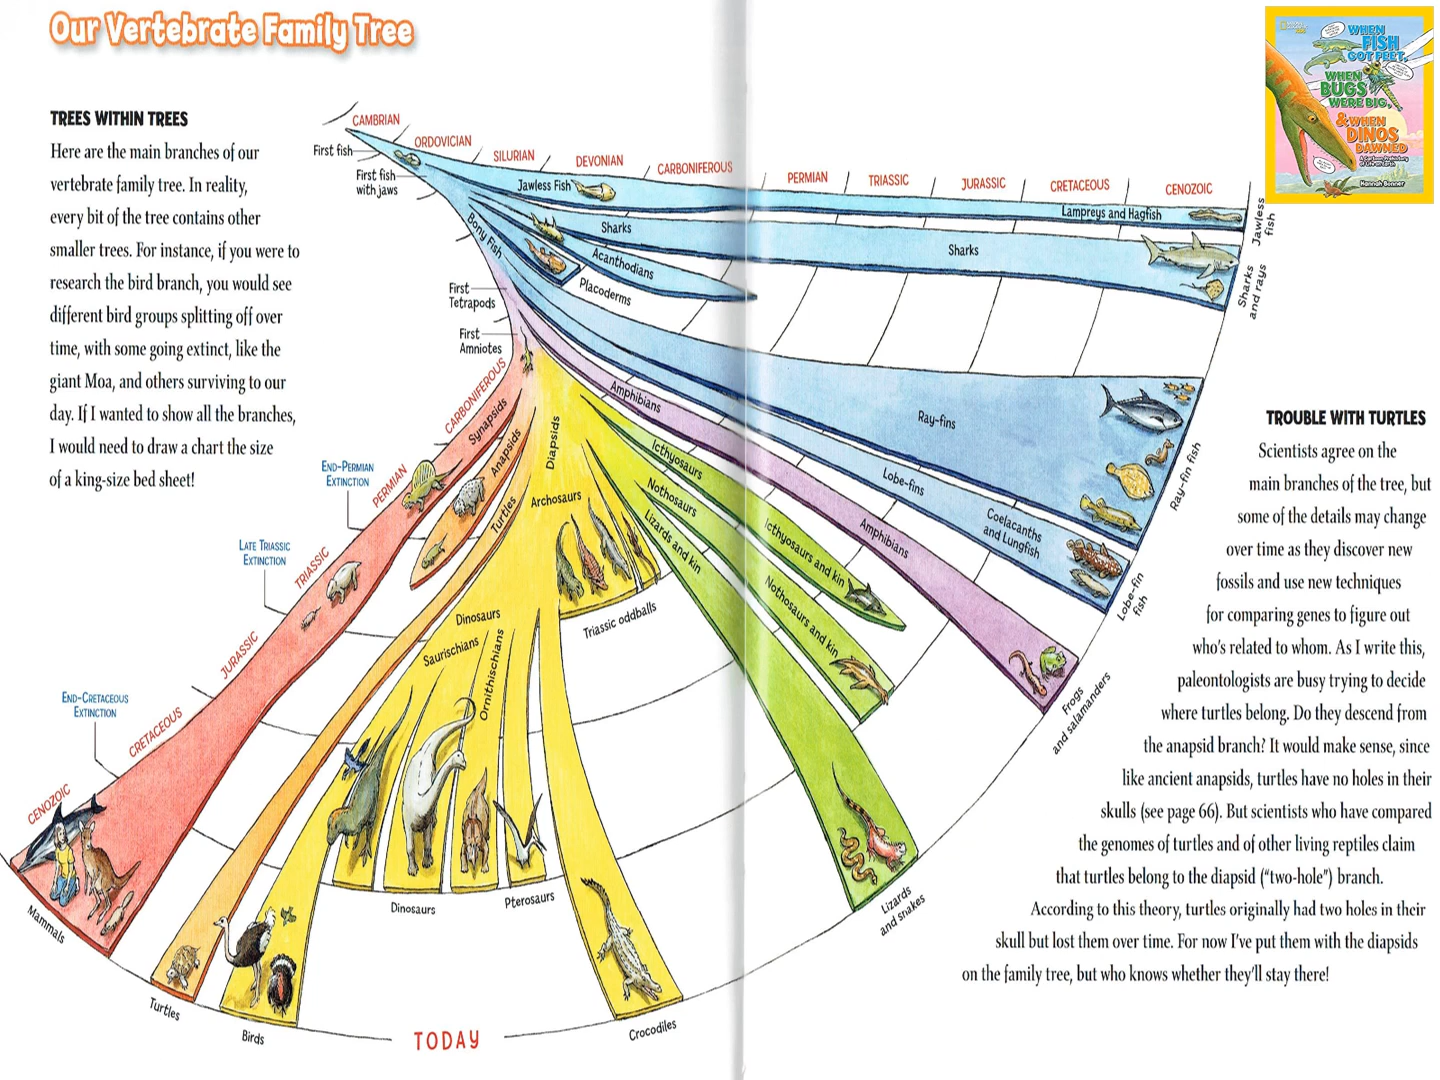 Our Vertebrate Family Tree
TREES WITHIN TREES
Here are the main branches of our
vertebrate family tree. In reality,
every bit of the tree contains other
smaller trees. For instance, if you were to
research the bird branch, you would see
different bird groups splitting off over
time, with some going extinct, like the
giant Moa, and others surviving to our
day. If I wanted to show all the branches,
I would need to draw a chart the size
of a king-size bed sheet!
CAMBRIAN
ORDOVICIAN
SILURIAN
DEVONIAN
CARBONIFEROUS
PERMIAN
TRIASSIC
JURASSIC
CRETACEOUS
CENOZOIC
First fish
First fish
with jaws
Jawless Fish
Lampreys and Hagfish
Jawless
fish
Sharks
Sharks
Sharks
and rays
Bony Fish
Acanthodians
Placoderms
First
Tetrapods
First
Amniotes
Ray-fins
Ray-fin fish
Lobe-fins
Coelacanths
and Lungfish
Lobe-fin
fish
Amphibians
Amphibians
Frogs
and salamanders
CARBONIFEROUS
PERMIAN
TRIASSIC
JURASSIC
CRETACEOUS
CENOZOIC
END-PERMIAN
EXTINCTION
LATE TRIASSIC
EXTINCTION
END-CRETACEOUS
EXTINCTION
Synapsids
Anapsids
Turtles
Diapsids
Archosaurs
Icthyosaurs
Icthyosaurs and kin
Nothosaurs
Nothosaurs and kin
Lizards and kin
Triassic oddballs
Dinosaurs
Saurischians
Ornithischians
Mammals
Turtles
Birds
Dinosaurs
Pterosaurs
Crocodiles
Lizards
and snakes
TODAY
TROUBLE WITH TURTLES
Scientists agree on the
main branches of the tree, but
some of the details may change
over time as they discover new
fossils and use new techniques
for comparing genes to figure out
who's related to whom. As I write this,
paleontologists are busy trying to decide
where turtles belong. Do they descend from
the anapsid branch? It would make sense, since
like ancient anapsids, turtles have no holes in their
skulls (see page 66). But scientists who have compared
the genomes of turtles and of other living reptiles claim
that turtles belong to the diapsid ("two-hole") branch.
According to this theory, turtles originally had two holes in their
skull but lost them over time. For now I've put them with the diapsids
on the family tree, but who knows whether they'll stay there!
WHEN
FISH
GOT FEET,
WHEN
BUGS
WERE BIG,
& WHEN
DINOS
DAWNED
A Cartoon Prehistory
of Life on Earth
Hannah Bonner